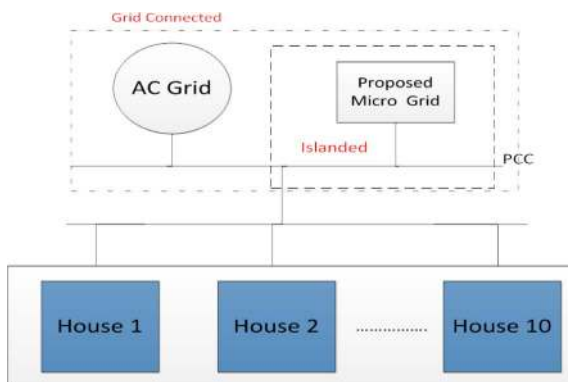 Grid Connected
AC Grid
Proposed
Micro Grid
Islanded
PCC
House 1
House 2
..............
House 10